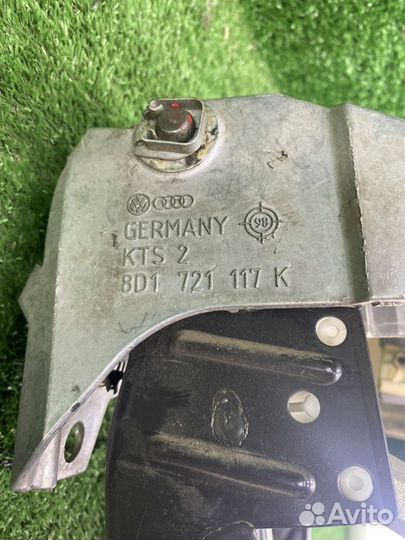 GERMANY 98
KTS 2
8D1 721 117 K
Avito